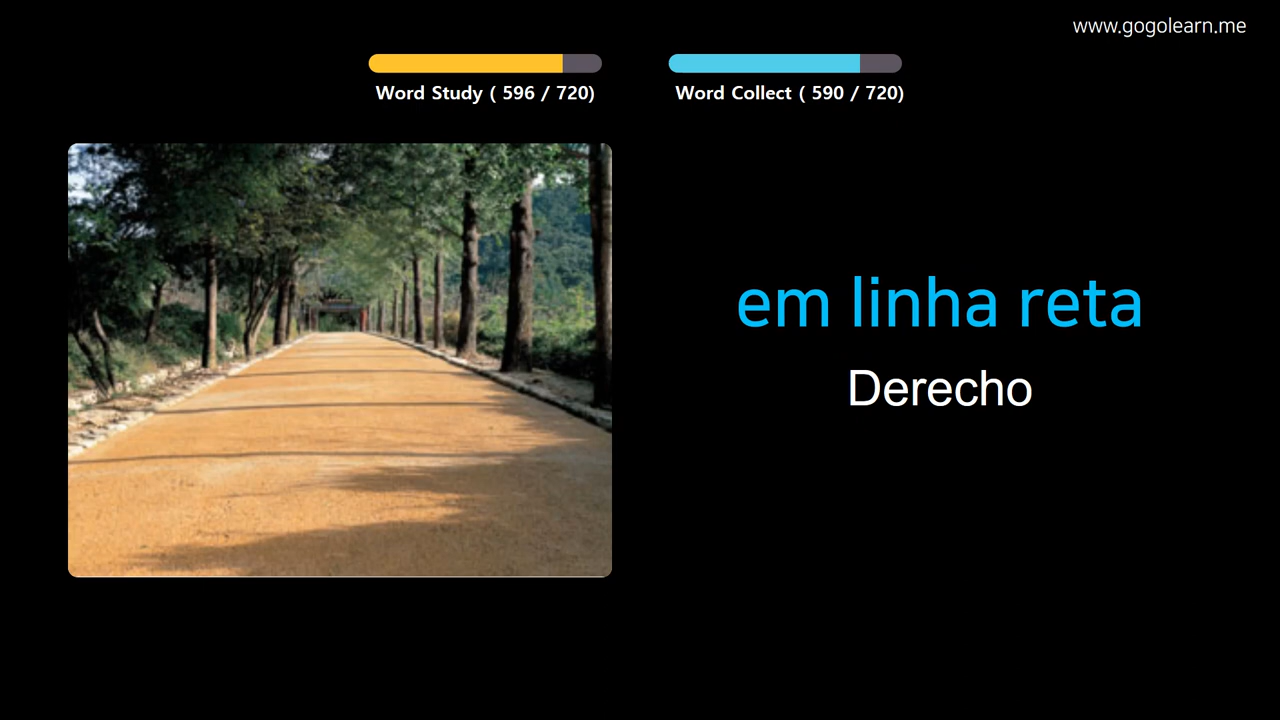 www.gogolearn.me
Word Study ( 596 / 720)
Word Collect ( 590 / 720)
em linha reta
Derecho